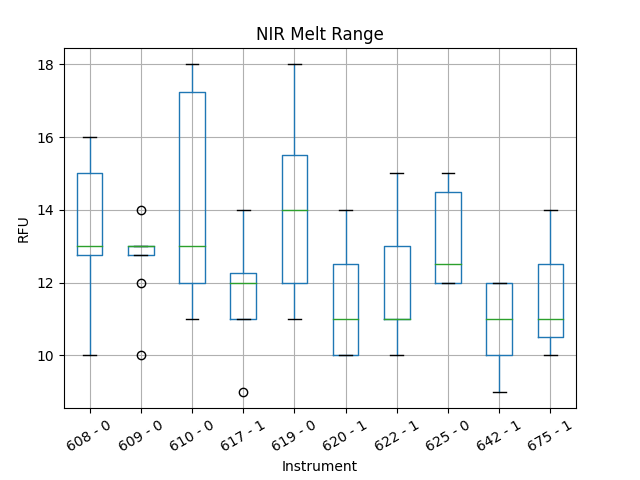 NIR Melt Range
RFU
18
16
14
12
10
608 - 0
609 - 0
610 - 0
617 - 1
619 - 0
620 - 1
622 - 1
625 - 0
642 - 1
675 - 1
Instrument